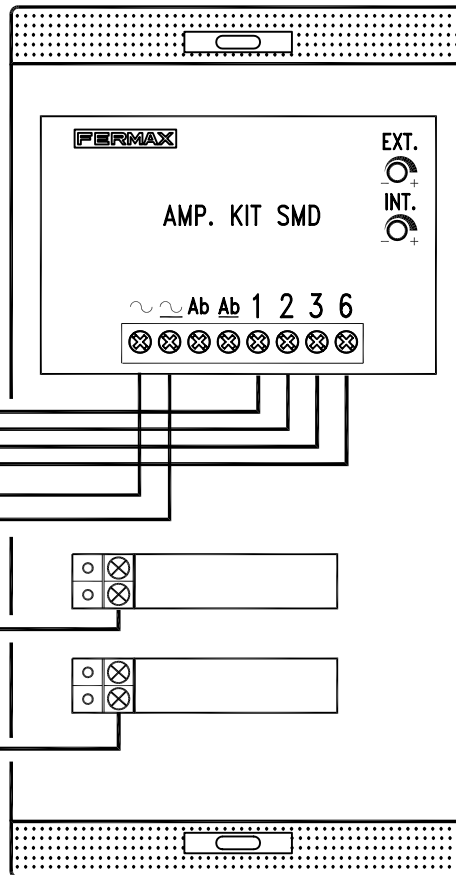 FERMAX
EXT.
- +
AMP. KIT SMD
INT.
- +
~ ~ Ab Ab 1 2 3 6